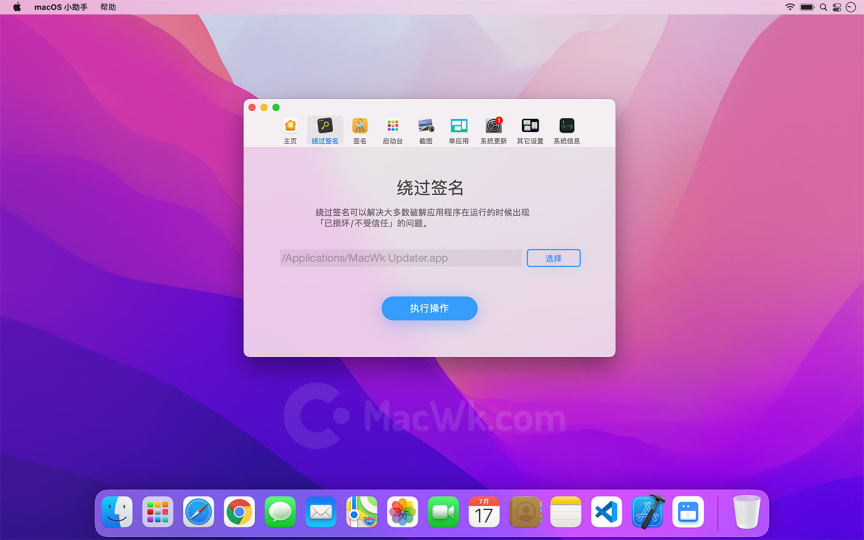 macOS 小助手 帮助
主页 绕过签名 签名 启动台 截图 单应用 系统更新 其它设置 系统信息
1
绕过签名
绕过签名可以解决大多数破解应用程序在运行的时候出现
「已损坏/不受信任」的问题。
/Applications/MacWk Updater.app 选择
执行操作
MacWk.com
7月
17